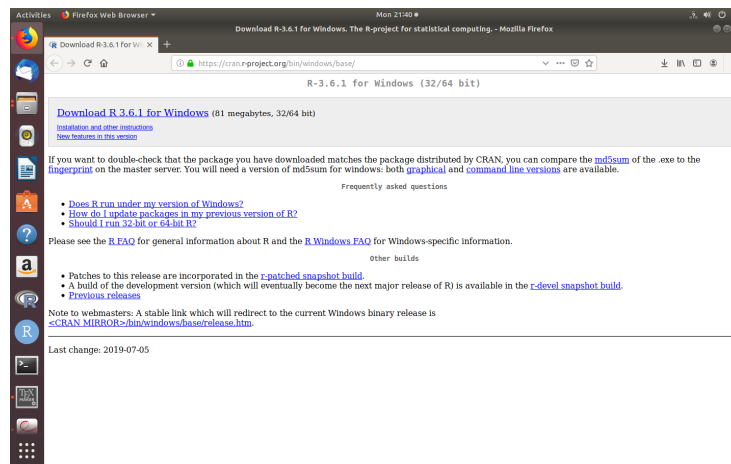 Activities Firefox Web Browser Mon 21:40
Download R-3.6.1 for Windows. The R-project for statistical computing. - Mozilla Firefox
Download R-3.6.1 for Wi
https://cran.r-project.org/bin/windows/base/
R-3.6.1 for Windows (32/64 bit)
Download R 3.6.1 for Windows (81 megabytes, 32/64 bit)
Installation and other instructions
New features in this version
If you want to double-check that the package you have downloaded matches the package distributed by CRAN, you can compare the md5sum of the .exe to the
fingerprint on the master server. You will need a version of md5sum for windows: both graphical and command line versions are available.
Frequently asked questions
Does R run under my version of Windows?
How do I update packages in my previous version of R?
Should I run 32-bit or 64-bit R?
Please see the R FAQ for general information about R and the R Windows FAQ for Windows-specific information.
Other builds
Patches to this release are incorporated in the r-patched snapshot build.
A build of the development version (which will eventually become the next major release of R) is available in the r-devel snapshot build.
Previous releases
Note to webmasters: A stable link which will redirect to the current Windows binary release is
<CRAN MIRROR>/bin/windows/base/release.htm.
Last change: 2019-07-05